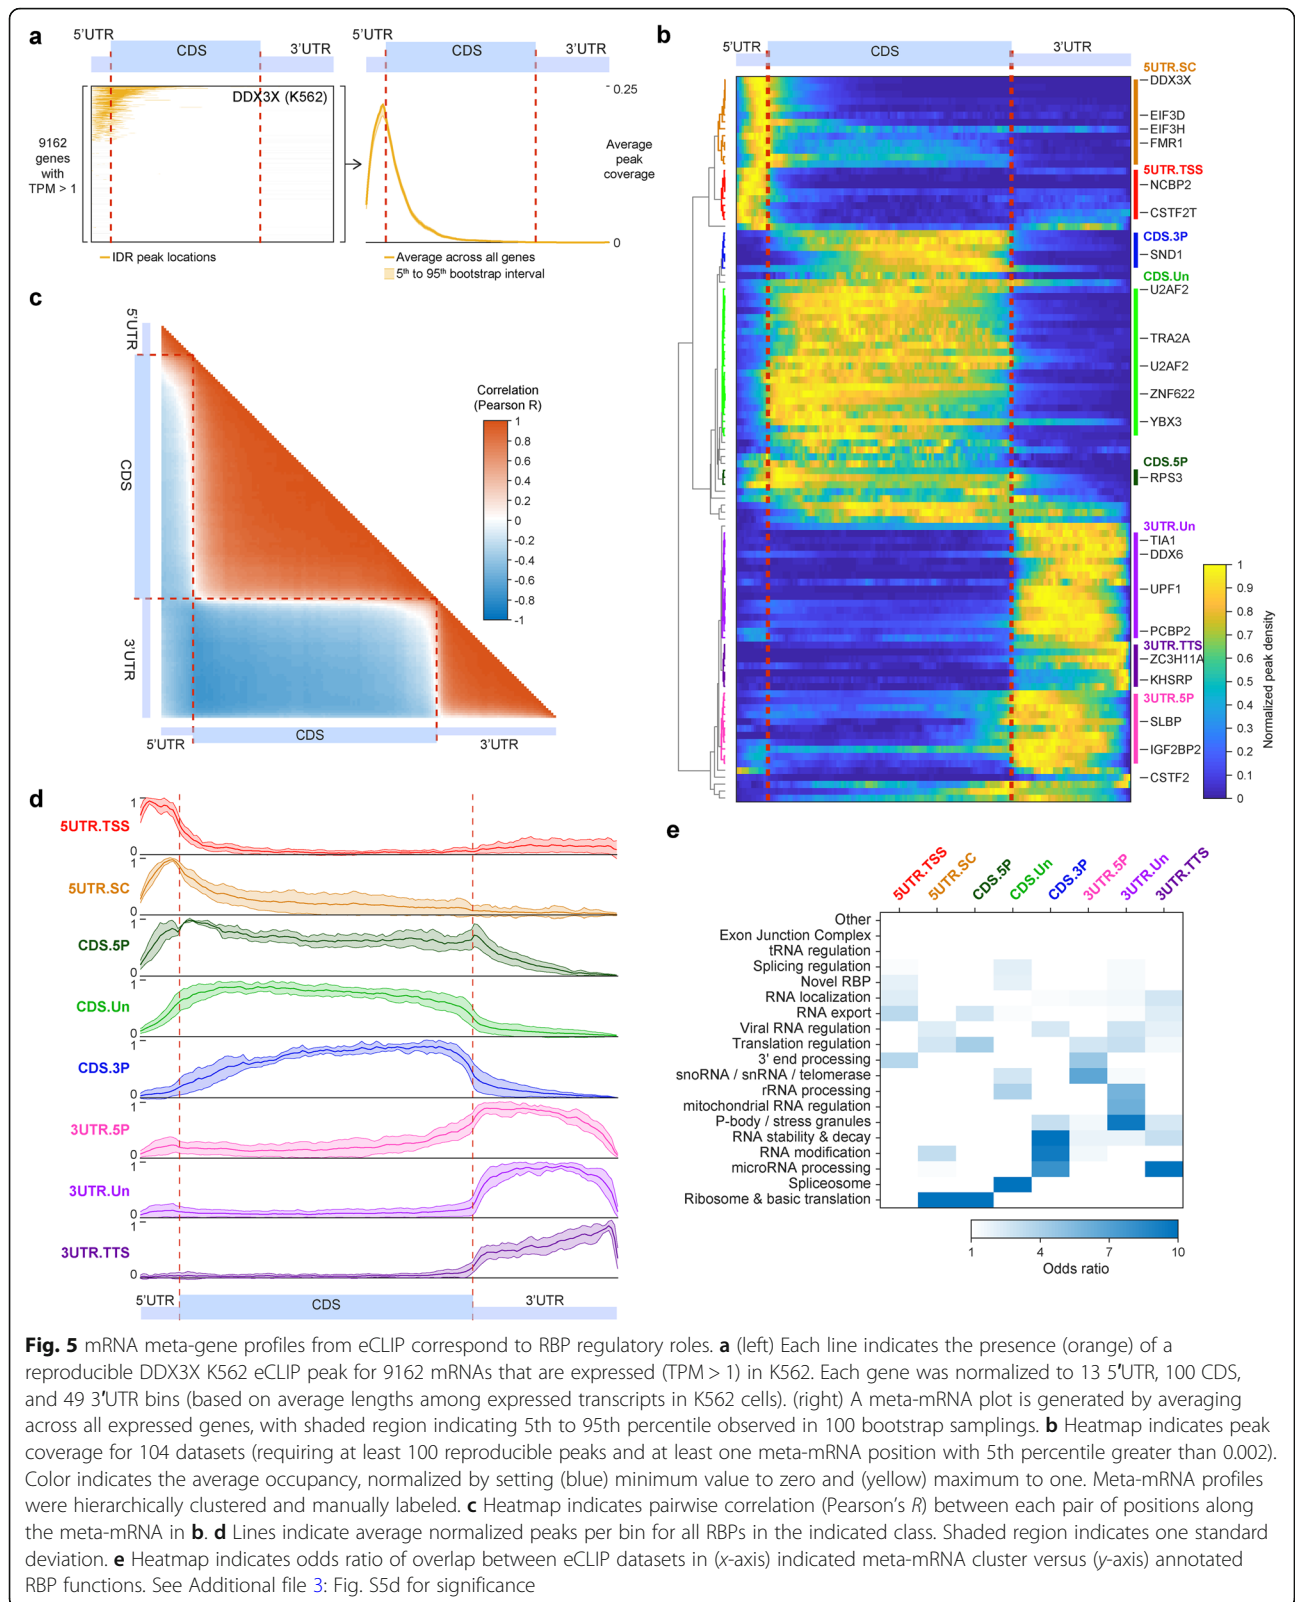 a
5'UTR
CDS
3'UTR
DDX3X (K562)
9162
genes
with
TPM > 1
IDR peak locations
5'UTR
CDS
3'UTR
0.25
Average
peak
coverage
0
Average across all genes
5th to 95th bootstrap interval
b
5'UTR
CDS
3'UTR
5UTR.SC
DDX3X
EIF3D
EIF3H
FMR1
5UTR.TSS
NCBP2
CSTF2T
CDS.3P
SND1
CDS.Un
U2AF2
TRA2A
U2AF2
ZNF622
YBX3
CDS.5P
RPS3
3UTR.Un
TIA1
DDX6
UPF1
PCBP2
3UTR.TTS
ZC3H11A
KHSRP
3UTR.5P
SLBP
IGF2BP2
CSTF2
1
0.9
0.8
0.7
0.6
0.5
0.4
0.3
0.2
0.1
0
Normalized peak density
c
5'UTR
CDS
3'UTR
5'UTR
CDS
3'UTR
Correlation
(Pearson R)
1
0.8
0.6
0.4
0.2
0
-0.2
-0.4
-0.6
-0.8
-1
d
5UTR.TSS
1
0
5UTR.SC
1
0
CDS.5P
1
0
CDS.Un
1
0
CDS.3P
1
0
3UTR.5P
1
0
3UTR.Un
1
0
3UTR.TTS
1
0
5'UTR
CDS
3'UTR
e
5UTR.TSS
5UTR.SC
CDS.5P
CDS.Un
CDS.3P
3UTR.5P
3UTR.Un
3UTR.TTS
Other
Exon Junction Complex
tRNA regulation
Splicing regulation
Novel RBP
RNA localization
RNA export
Viral RNA regulation
Translation regulation
3' end processing
snoRNA / snRNA / telomerase
rRNA processing
mitochondrial RNA regulation
P-body / stress granules
RNA stability & decay
RNA modification
microRNA processing
Spliceosome
Ribosome & basic translation
1
4
7
10
Odds ratio
Fig. 5 mRNA meta-gene profiles from eCLIP correspond to RBP regulatory roles. a (left) Each line indicates the presence (orange) of a
reproducible DDX3X K562 eCLIP peak for 9162 mRNAs that are expressed (TPM > 1) in K562. Each gene was normalized to 13 5′UTR, 100 CDS,
and 49 3′UTR bins (based on average lengths among expressed transcripts in K562 cells). (right) A meta-mRNA plot is generated by averaging
across all expressed genes, with shaded region indicating 5th to 95th percentile observed in 100 bootstrap samplings. b Heatmap indicates peak
coverage for 104 datasets (requiring at least 100 reproducible peaks and at least one meta-mRNA position with 5th percentile greater than 0.002).
Color indicates the average occupancy, normalized by setting (blue) minimum value to zero and (yellow) maximum to one. Meta-mRNA profiles
were hierarchically clustered and manually labeled. c Heatmap indicates pairwise correlation (Pearson's R) between each pair of positions along
the meta-mRNA in b. d Lines indicate average normalized peaks per bin for all RBPs in the indicated class. Shaded region indicates one standard
deviation. e Heatmap indicates odds ratio of overlap between eCLIP datasets in (x-axis) indicated meta-mRNA cluster versus (y-axis) annotated
RBP functions. See Additional file 3: Fig. S5d for significance